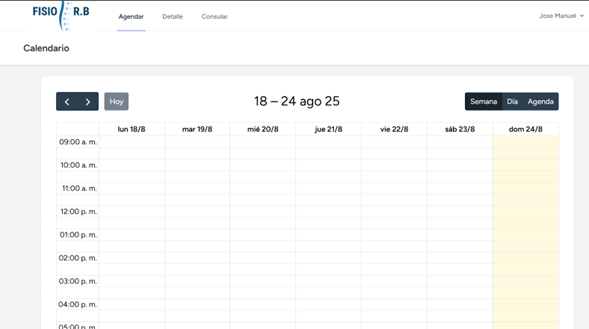 FISIO R.B Agendar Detalle Consular Jose Manuel
Calendario
Hoy 18 – 24 ago 25 Semana Día Agenda
lun 18/8 mar 19/8 mié 20/8 jue 21/8 vie 22/8 sáb 23/8 dom 24/8
09:00 a. m.
10:00 a. m.
11:00 a. m.
12:00 p. m.
01:00 p. m.
02:00 p. m.
03:00 p. m.
04:00 p. m.
05:00 p. m.